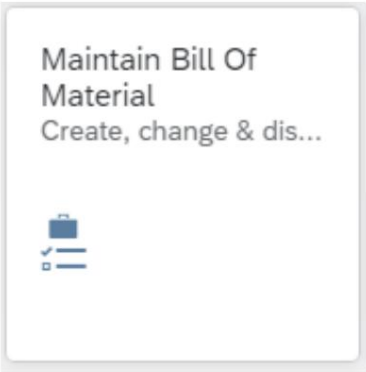 Maintain Bill Of
Material
Create, change & dis...